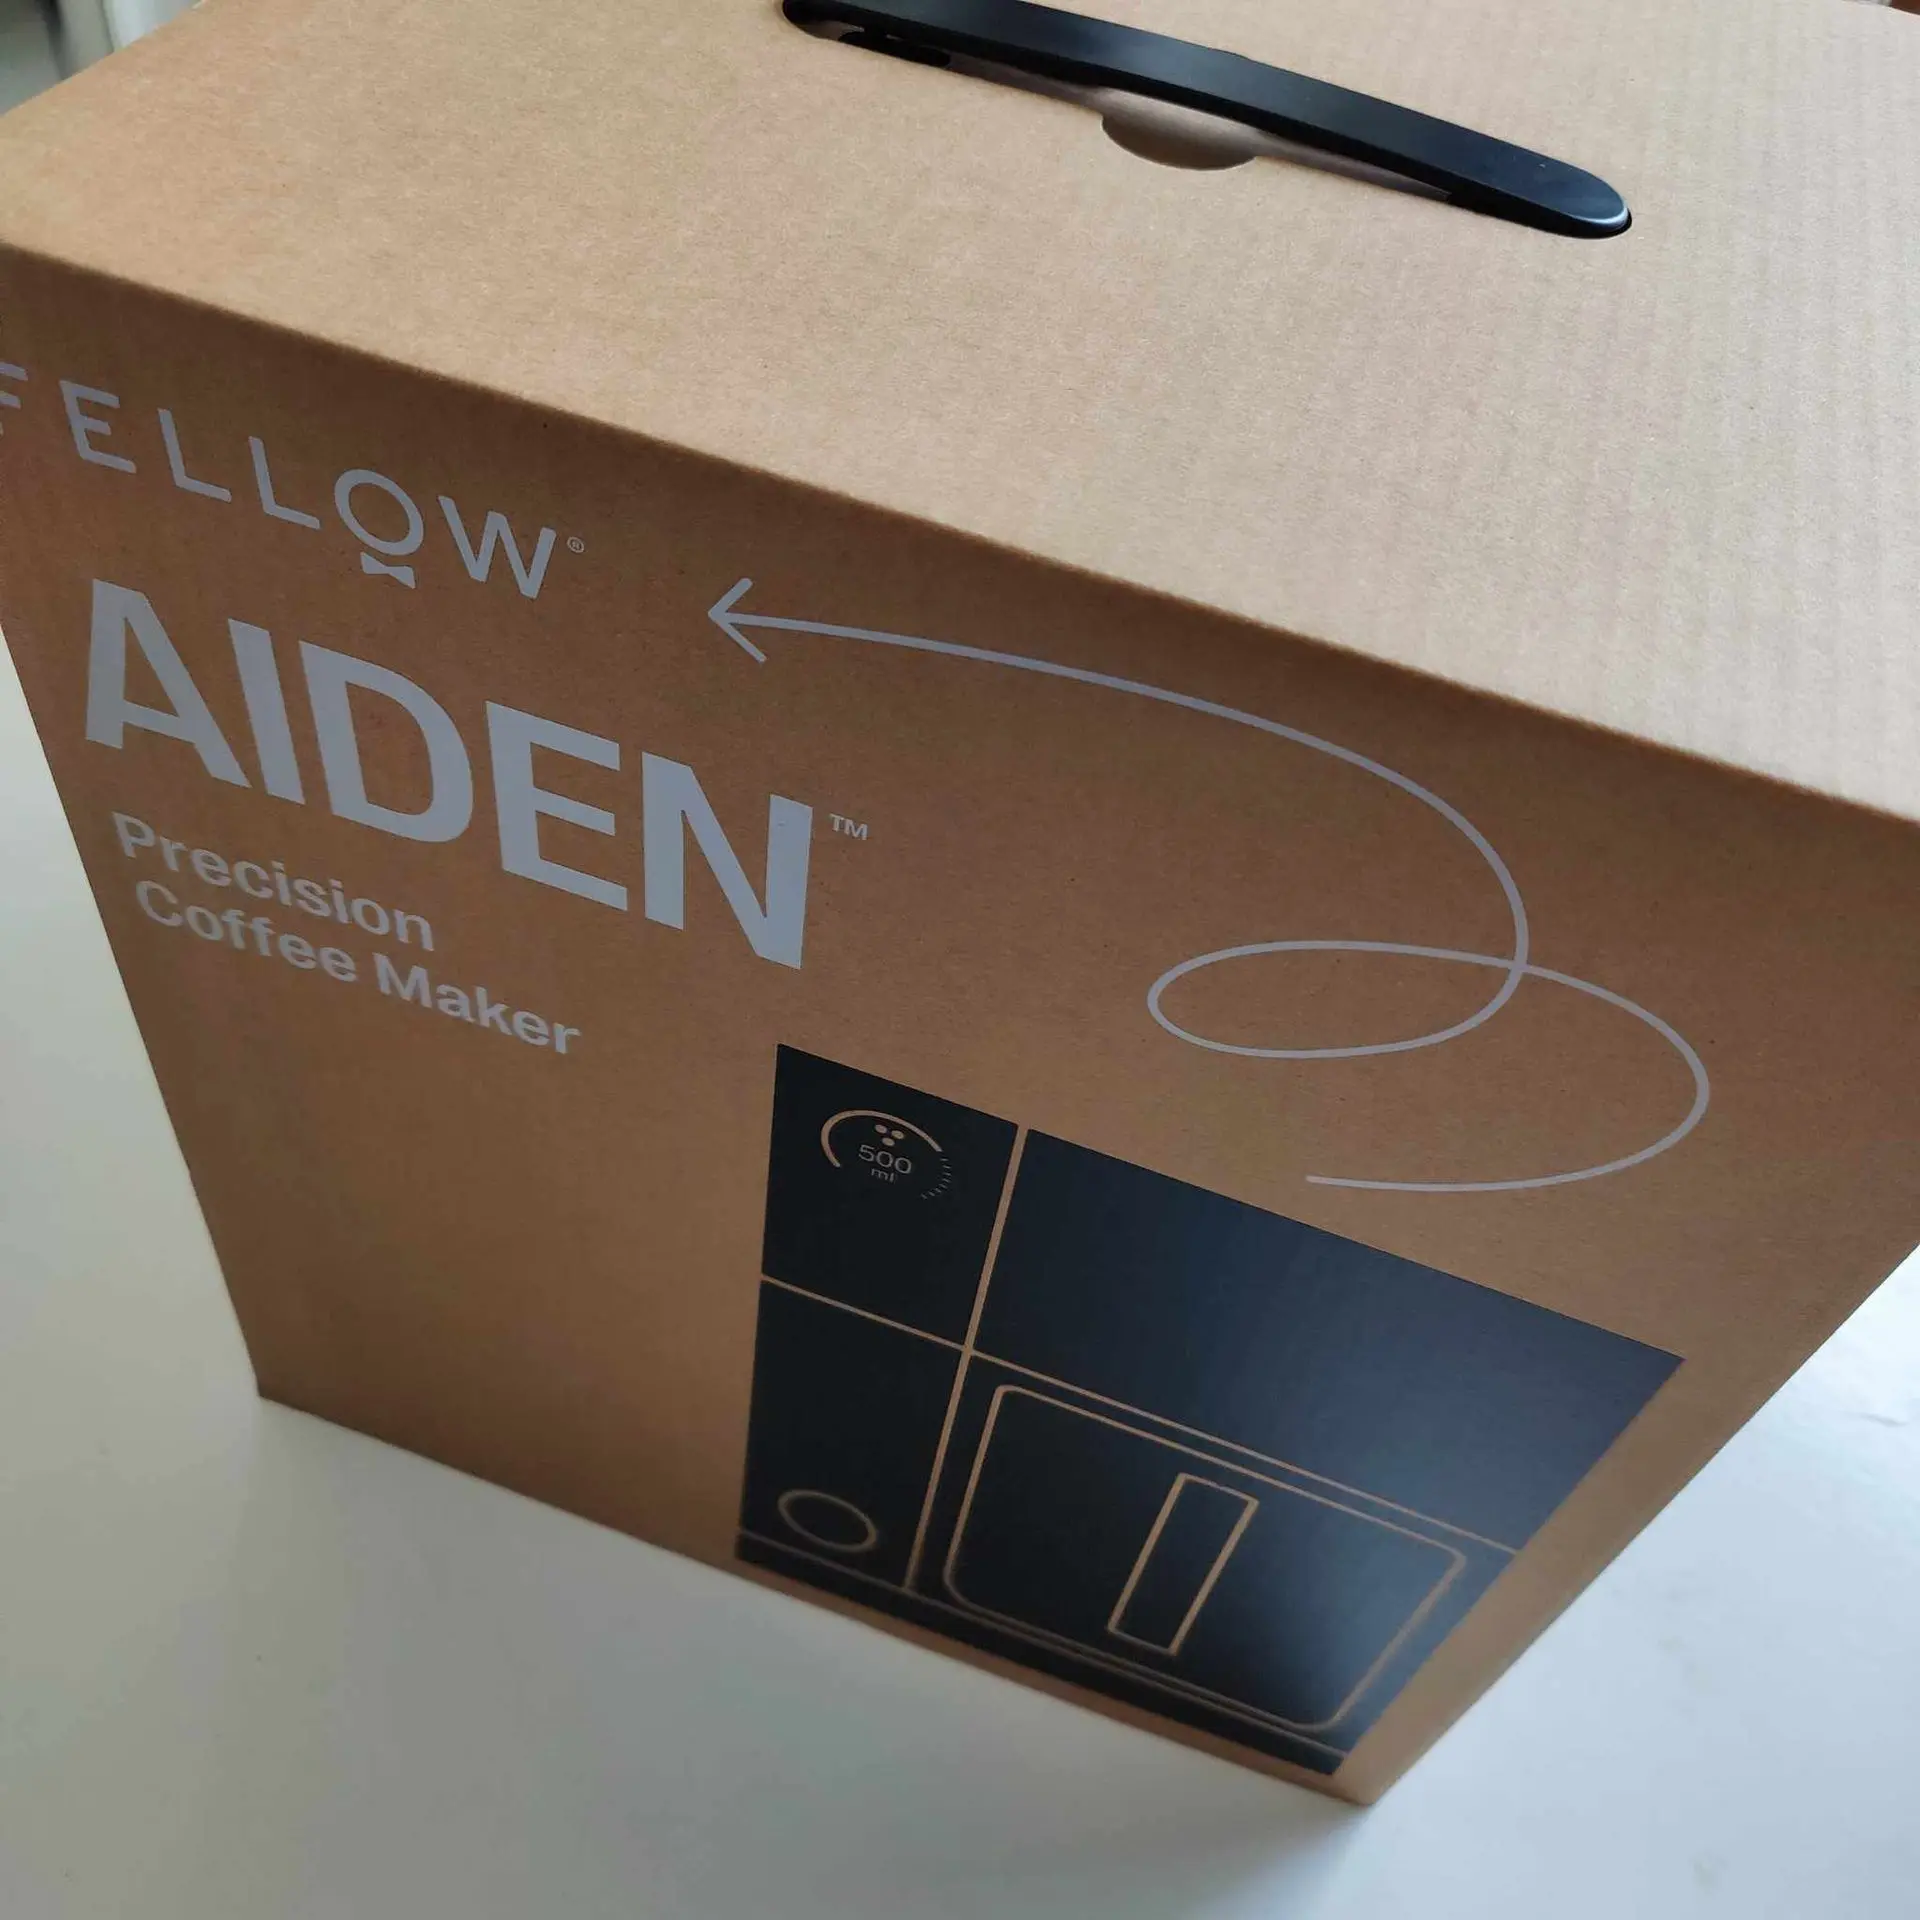 FELLOW®
AIDEN™
Precision
Coffee Maker
500
ml